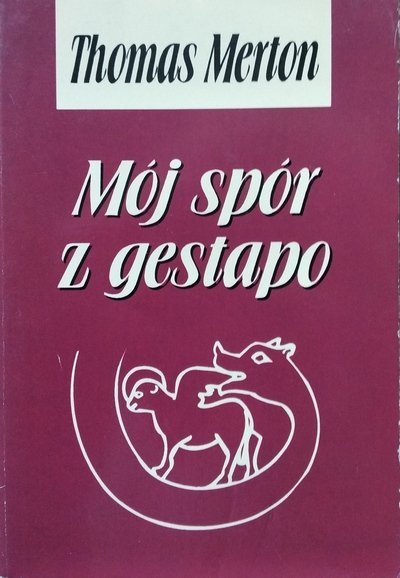 Thomas Merton
Mój spór
z gestapo